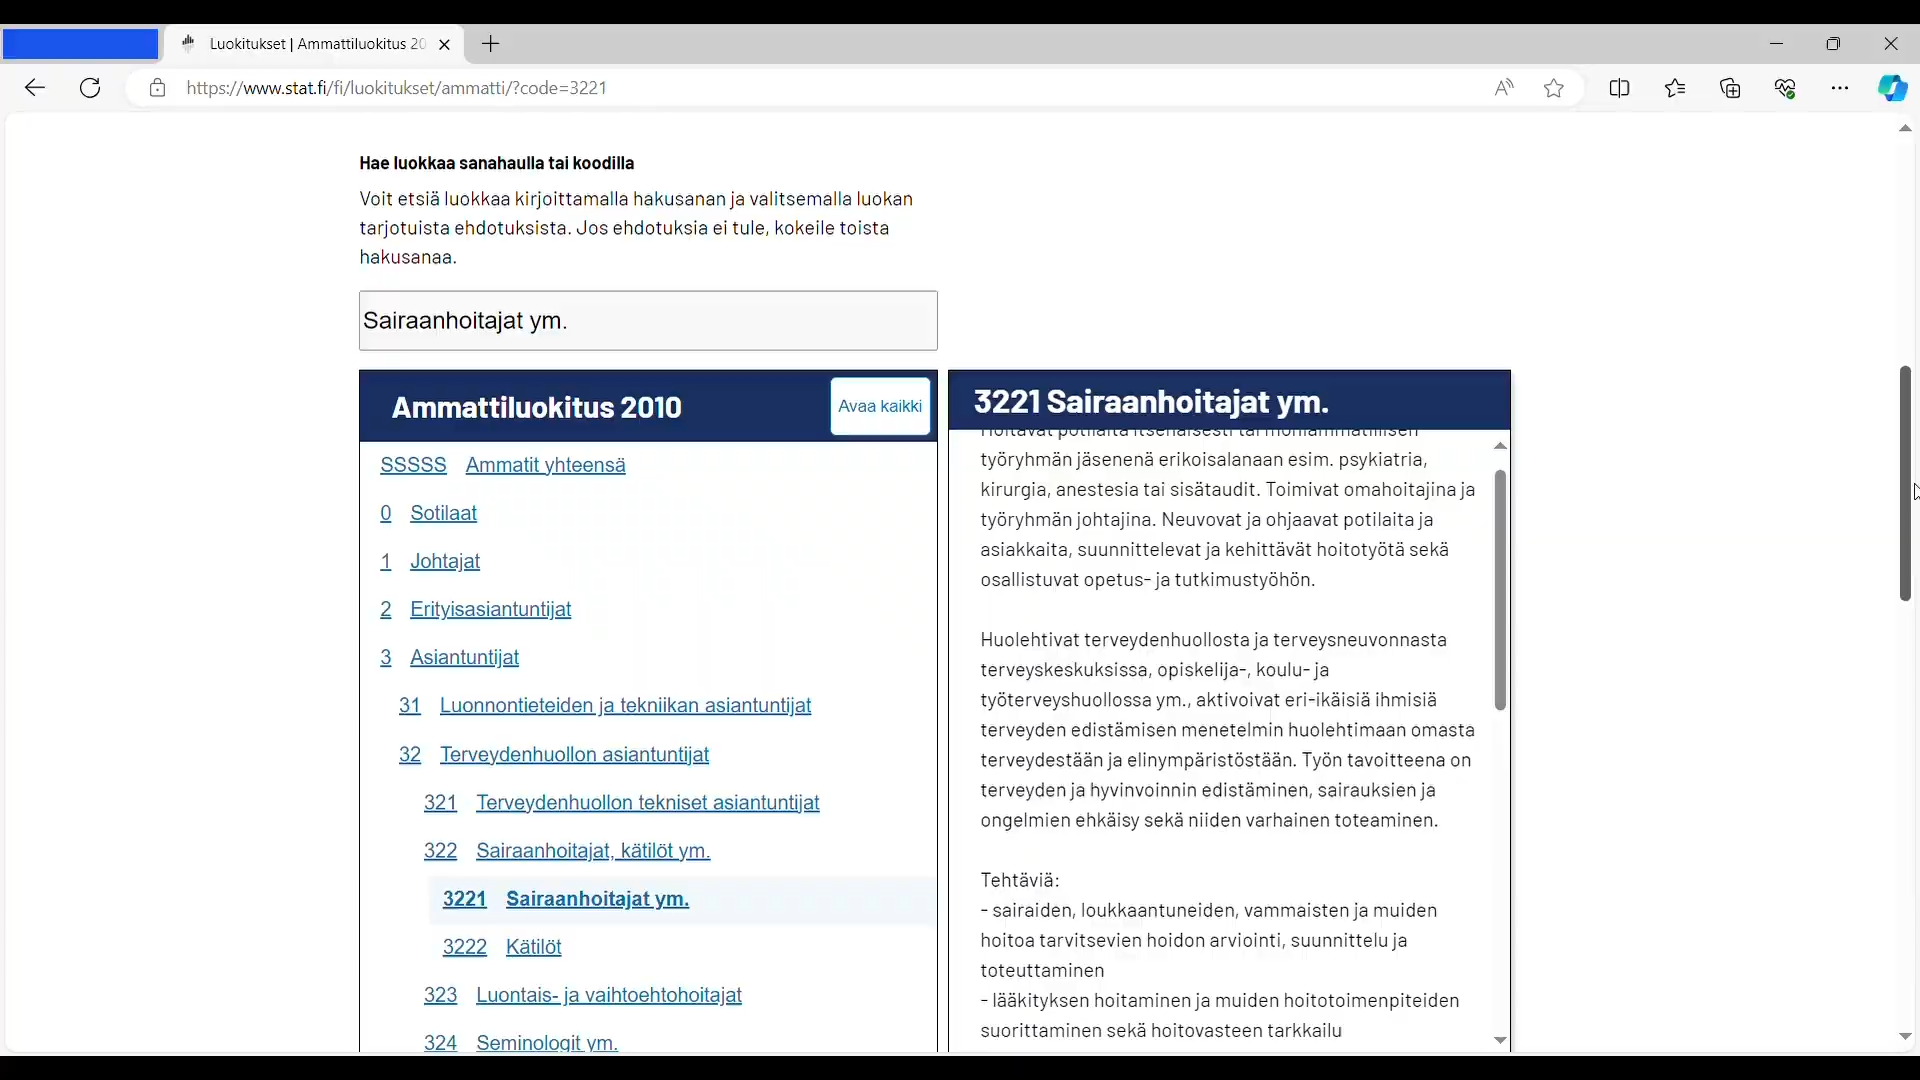 Luokitukset | Ammattiluokitus 20
https://www.stat.fi/fi/luokitukset/ammatti/?code=3221
Hae luokkaa sanahaulla tai koodilla
Voit etsiä luokkaa kirjoittamalla hakusanan ja valitsemalla luokan
tarjotuista ehdotuksista. Jos ehdotuksia ei tule, kokeile toista
hakusanaa.
Sairaanhoitajat ym.
Ammattiluokitus 2010
Avaa kaikki
SSSSS Ammatit yhteensä
0 Sotilaat
1 Johtajat
2 Erityisasiantuntijat
3 Asiantuntijat
31 Luonnontieteiden ja tekniikan asiantuntijat
32 Terveydenhuollon asiantuntijat
321 Terveydenhuollon tekniset asiantuntijat
322 Sairaanhoitajat, kätilöt ym.
3221 Sairaanhoitajat ym.
3222 Kätilöt
323 Luontais- ja vaihtoehtohoitajat
324 Seminologit ym.
3221 Sairaanhoitajat ym.
Hoitavat potilaita itsenäisesti tai moniammatillisen
työryhmän jäsenenä erikoisalanaan esim. psykiatria,
kirurgia, anestesia tai sisätaudit. Toimivat omahoitajina ja
työryhmän johtajina. Neuvovat ja ohjaavat potilaita ja
asiakkaita, suunnittelevat ja kehittävät hoitotyötä sekä
osallistuvat opetus- ja tutkimustyöhön.
Huolehtivat terveydenhuollosta ja terveysneuvonnasta
terveyskeskuksissa, opiskelija-, koulu- ja
työterveyshuollossa ym., aktivoivat eri-ikäisiä ihmisiä
terveyden edistämisen menetelmin huolehtimaan omasta
terveydestään ja elinympäristöstään. Työn tavoitteena on
terveyden ja hyvinvoinnin edistäminen, sairauksien ja
ongelmien ehkäisy sekä niiden varhainen toteaminen.
Tehtäviä:
- sairaiden, loukkaantuneiden, vammaisten ja muiden
hoitoa tarvitsevien hoidon arviointi, suunnittelu ja
toteuttaminen
- lääkityksen hoitaminen ja muiden hoitotoimenpiteiden
suorittaminen sekä hoitovasteen tarkkailu